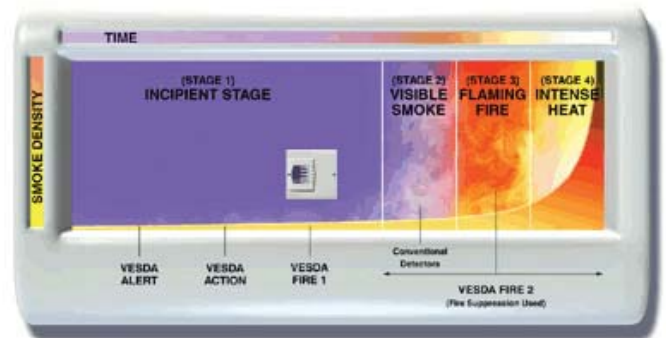 TIME
SMOKE DENSITY
(STAGE 1)
INCIPIENT STAGE
(STAGE 2)
VISIBLE
SMOKE
(STAGE 3)
FLAMING
FIRE
(STAGE 4)
INTENSE
HEAT
VESDA
ALERT
VESDA
ACTION
VESDA
FIRE 1
Conventional
Detectors
VESDA FIRE 2
(Fire Suppression Used)